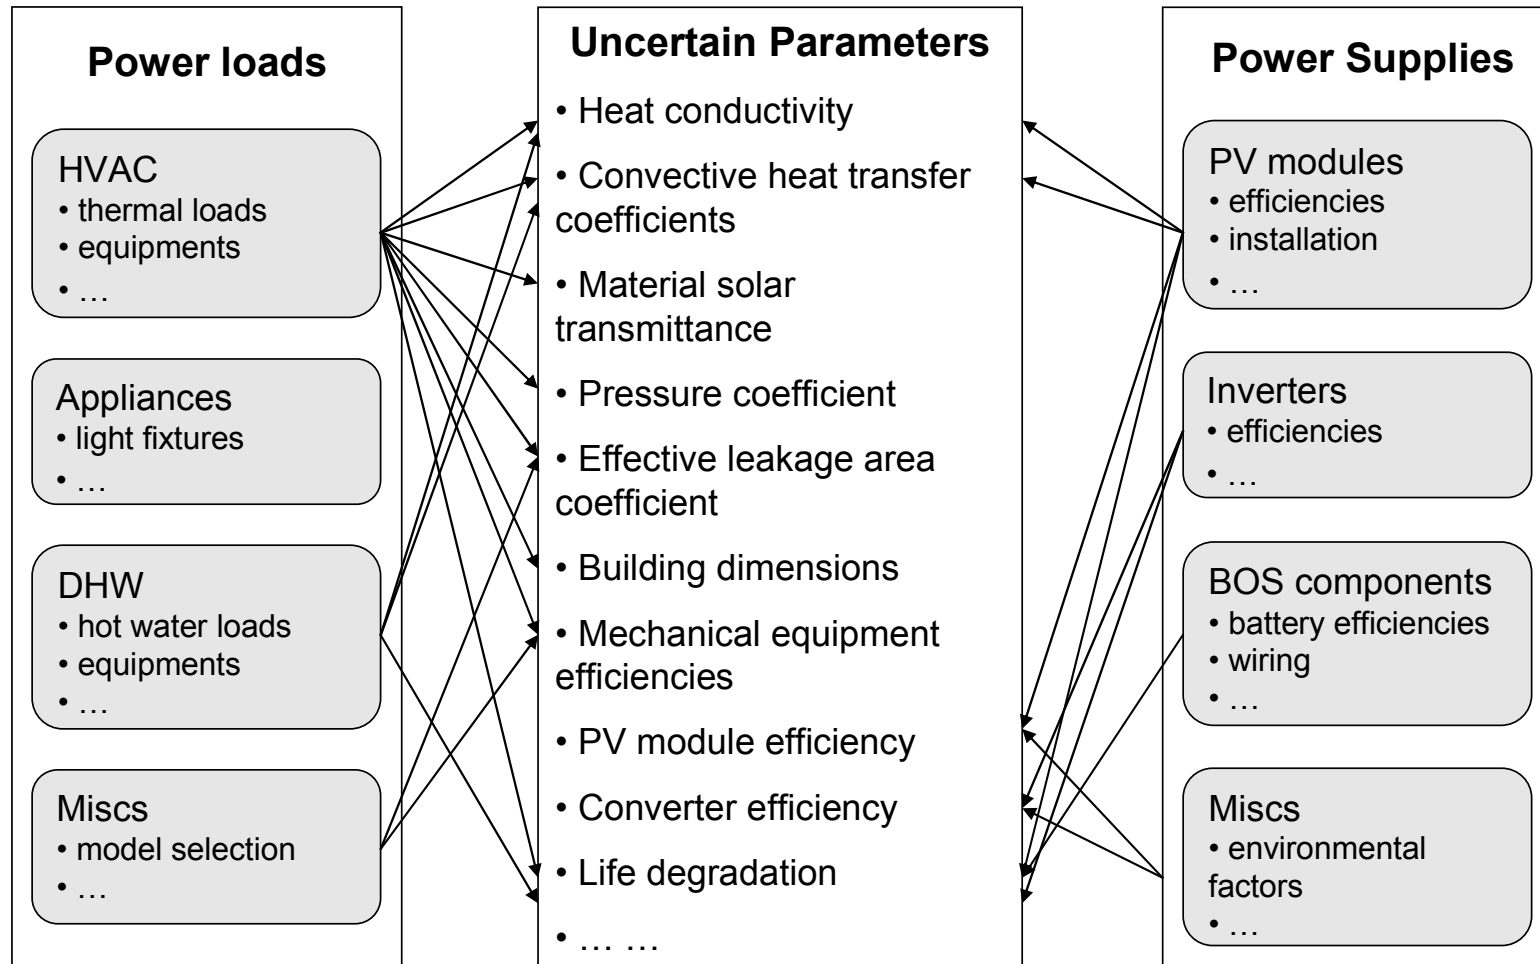 Power loads
HVAC
• thermal loads
• equipments
• …
Appliances
• light fixtures
• …
DHW
• hot water loads
• equipments
• …
Miscs
• model selection
• …
Uncertain Parameters
• Heat conductivity
• Convective heat transfer
coefficients
• Material solar
transmittance
• Pressure coefficient
• Effective leakage area
coefficient
• Building dimensions
• Mechanical equipment
efficiencies
• PV module efficiency
• Converter efficiency
• Life degradation
• … …
Power Supplies
PV modules
• efficiencies
• installation
• …
Inverters
• efficiencies
• …
BOS components
• battery efficiencies
• wiring
• …
Miscs
• environmental
factors
• …